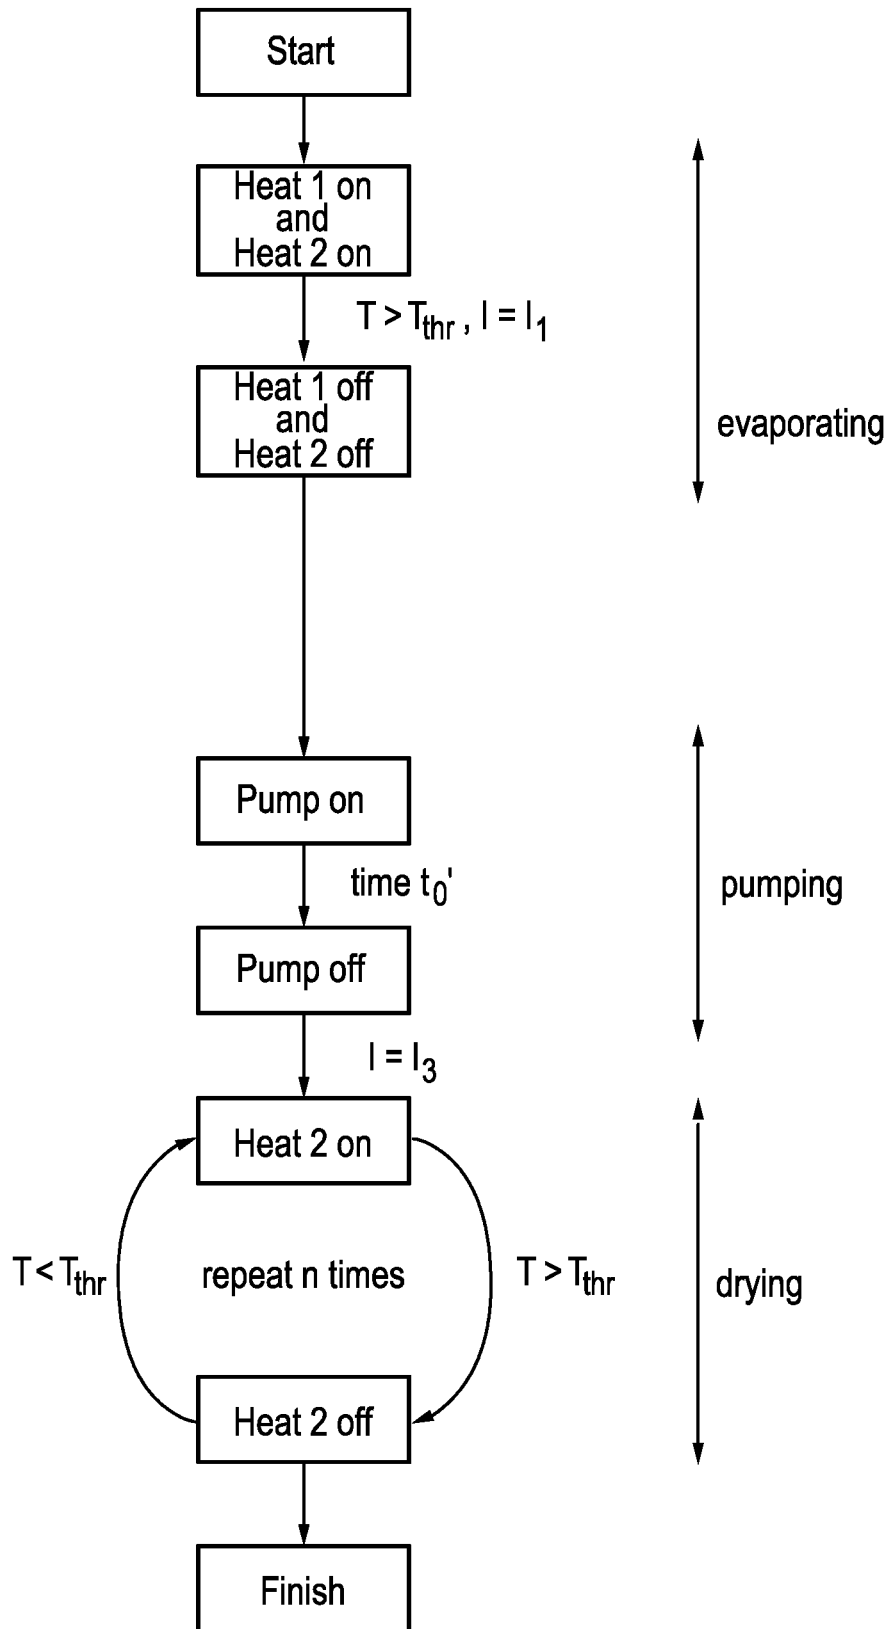 Start
Heat 1 on
and
Heat 2 on
T > Tthr , I = I1
Heat 1 off
and
Heat 2 off
evaporating
Pump on
time t0'
pumping
Pump off
I = I3
Heat 2 on
T < Tthr
repeat n times
T > Tthr
drying
Heat 2 off
Finish